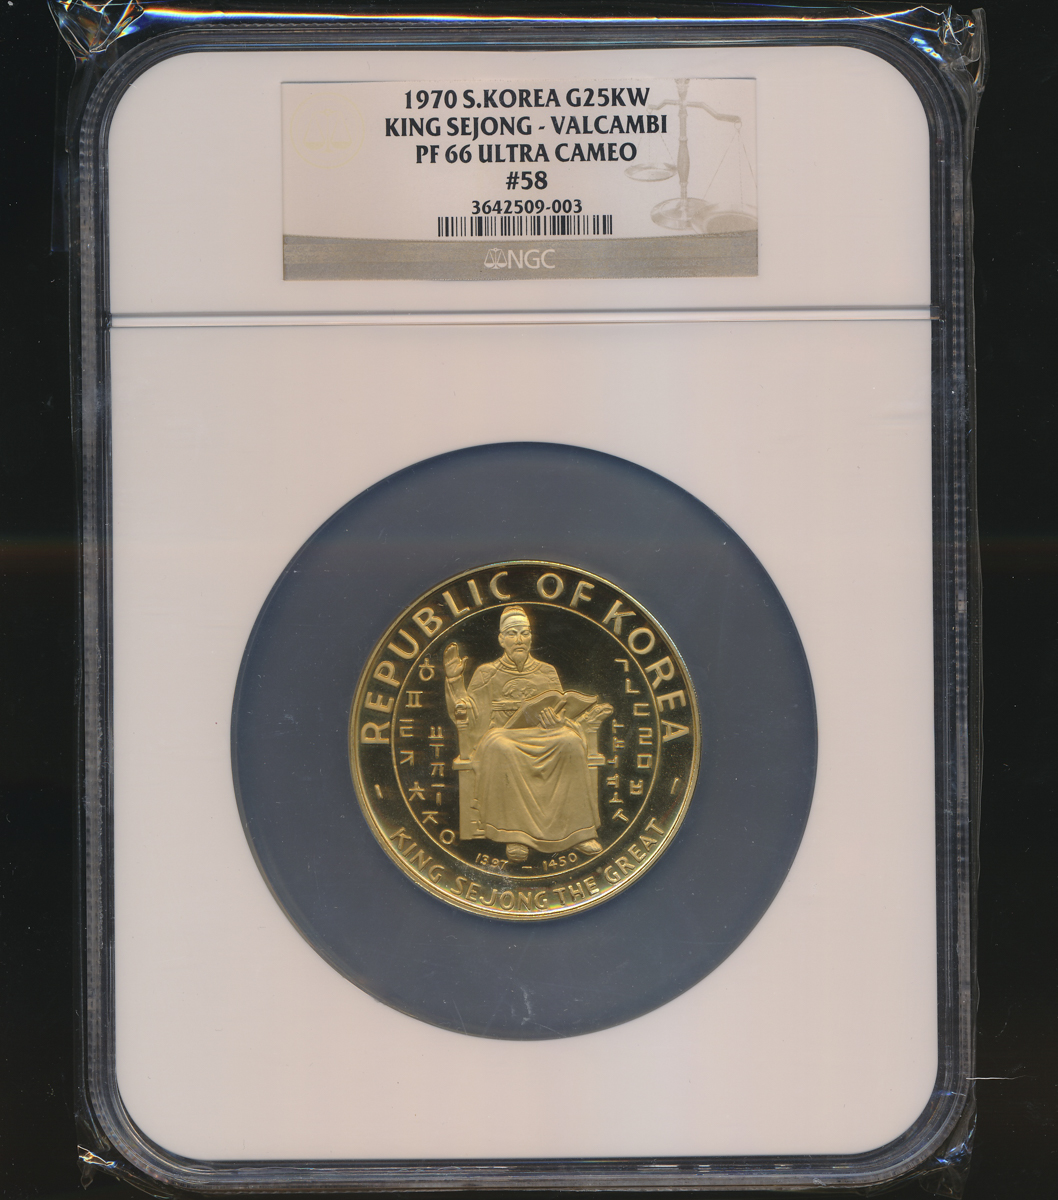 1970 S.KOREA G25KW
KING SEJONG - VALCAMBI
PF 66 ULTRA CAMEO
#58
3642509-003
NGC
REPUBLIC OF KOREA
ㄱ
ㄴ
ㄷ
ㄹ
ㅁ
ㅎ
ㅍ
ㅌ
ㅋ
ㅊ
ㅈ
ㅇ
1397 - 1450
- KING SEJONG THE GREAT -